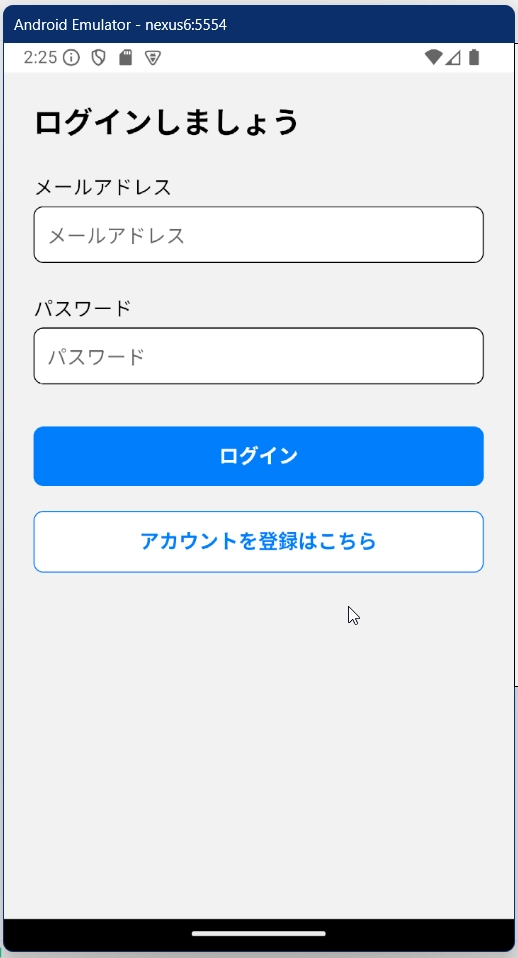 Android Emulator - nexus6:5554
2:25
ログインしましょう
メールアドレス
メールアドレス
パスワード
パスワード
ログイン
アカウントを登録はこちら